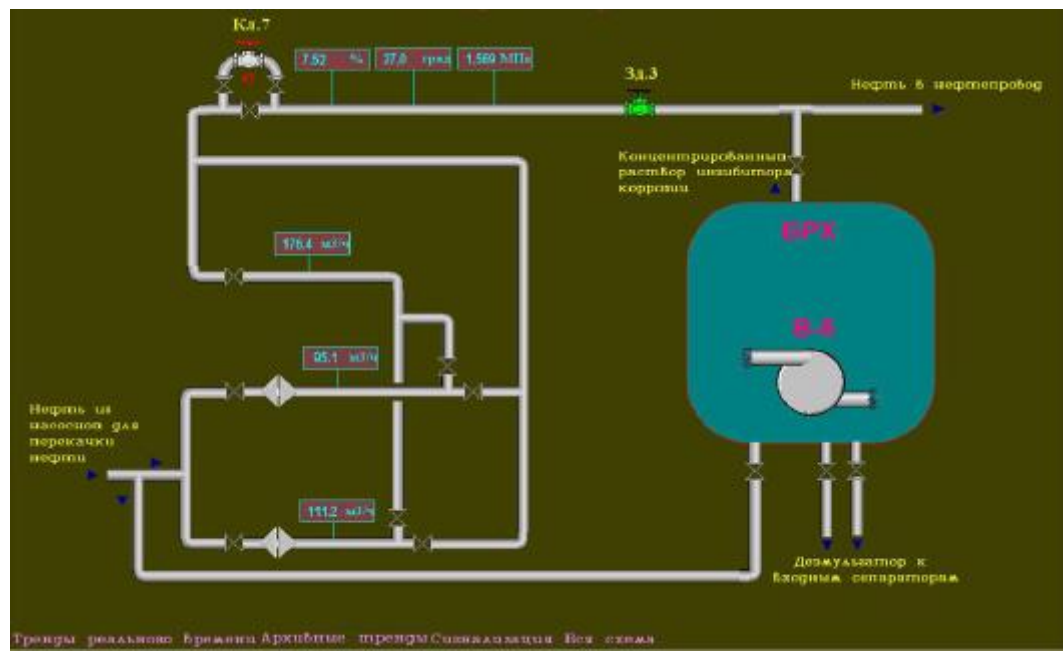 Кл.7
7.52 %
37.0 град
1.569 МПа
Зд.3
Нефть в нефтепровод
Концентрированный
раствор ингибитора
коррозии
БРХ
176.4 м3/ч
В-6
95.1 м3/ч
Нефть из
насосной для
перекачки
нефти
111.2 м3/ч
Деэмульгатор к
входным сепараторам
Тренды реального времени Архивные тренды Сигнализация Вся схема